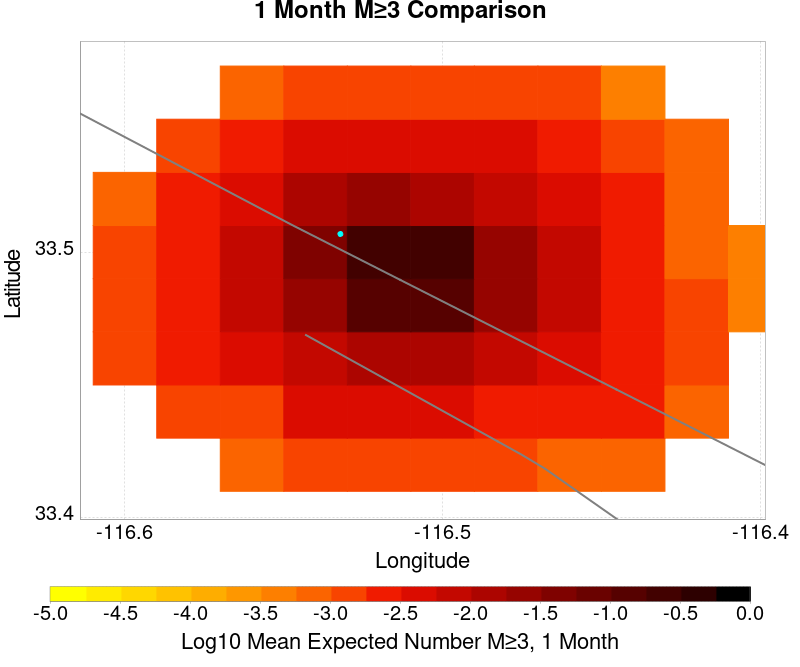 1 Month M≥3 Comparison
Latitude
33.5
33.4
-116.6 -116.5 -116.4
Longitude
-5.0 -4.5 -4.0 -3.5 -3.0 -2.5 -2.0 -1.5 -1.0 -0.5 0.0
Log10 Mean Expected Number M≥3, 1 Month